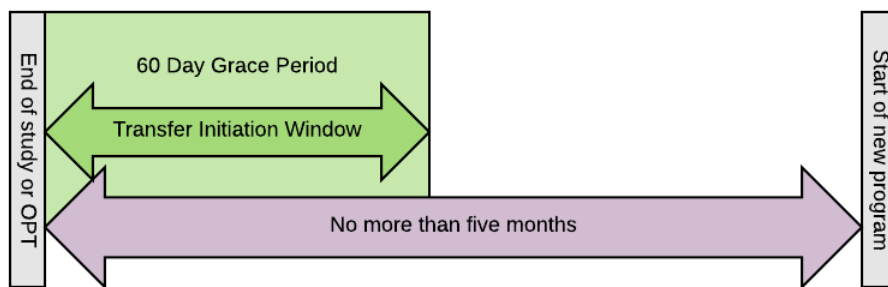 End of study or OPT
60 Day Grace Period
Transfer Initiation Window
No more than five months
Start of new program